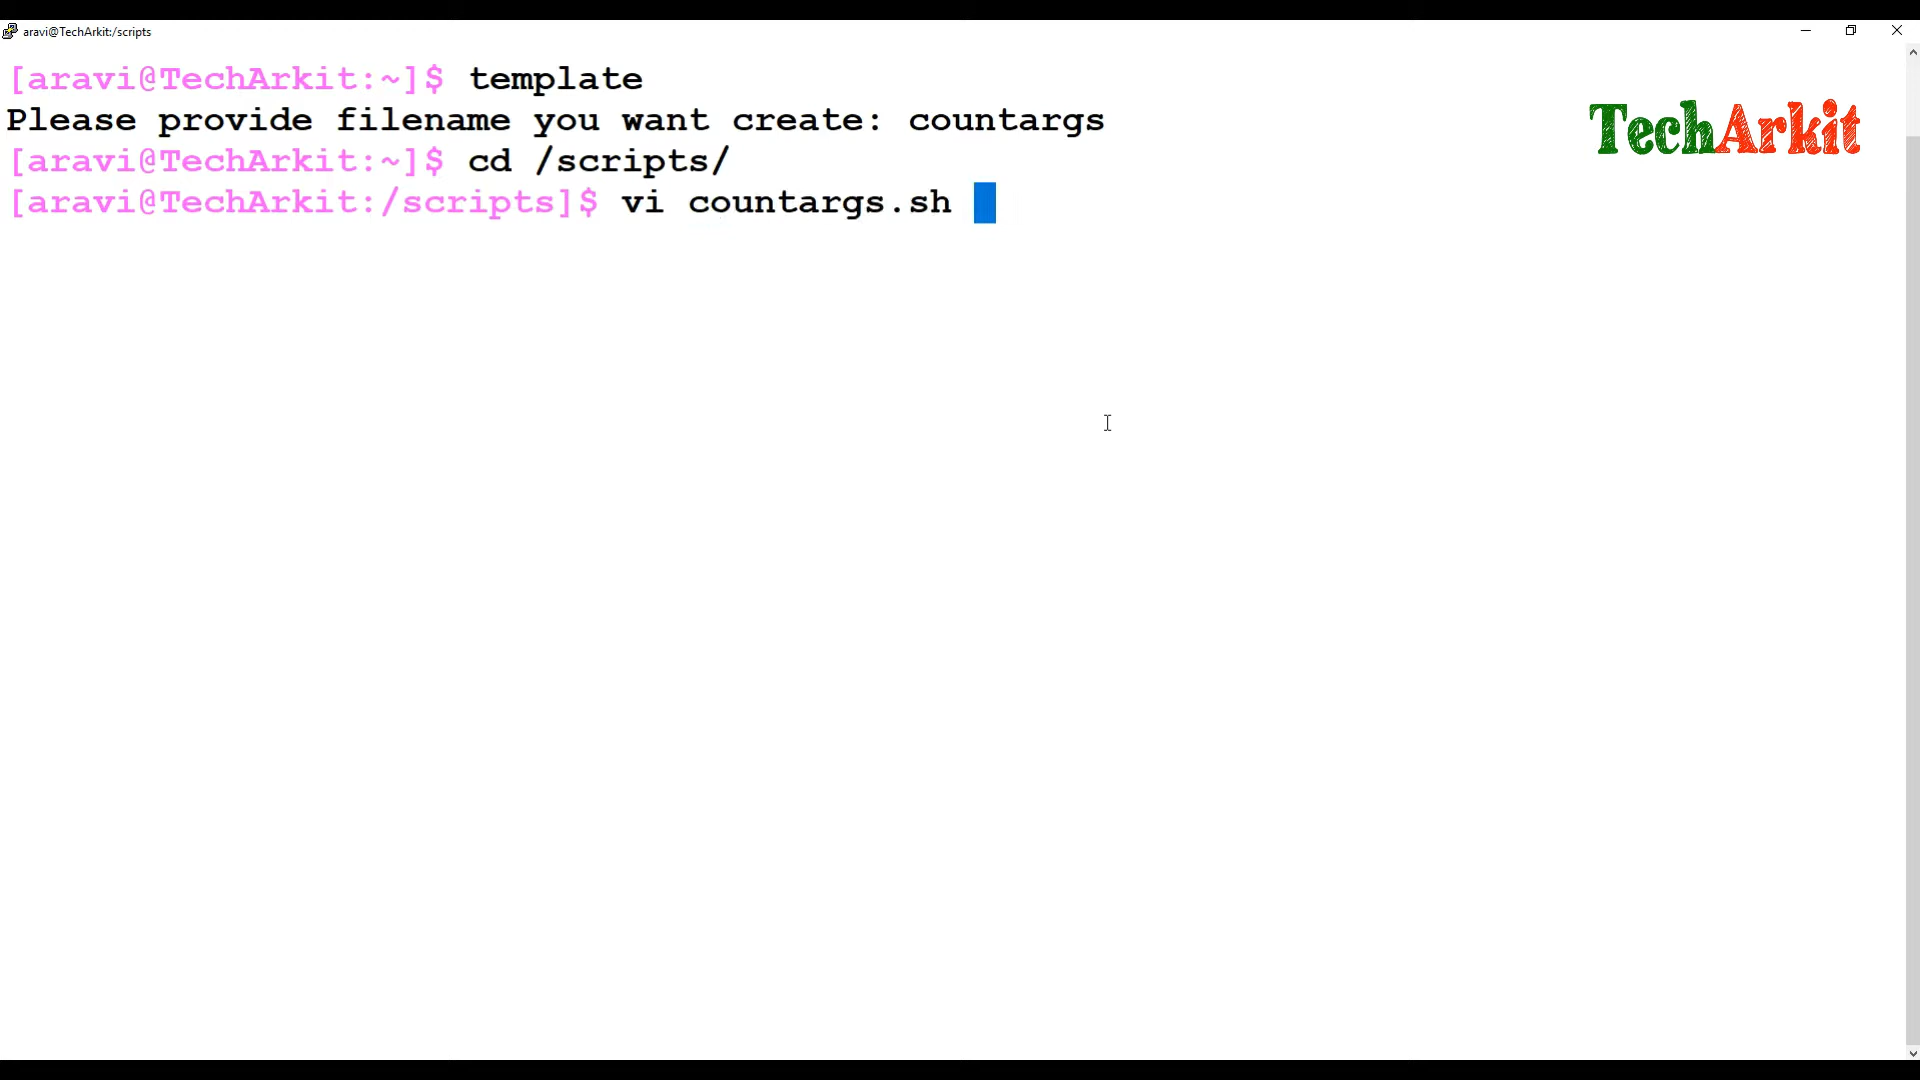 aravi@TechArkit:/scripts
[aravi@TechArkit:~]$ template
Please provide filename you want create: countargs
[aravi@TechArkit:~]$ cd /scripts/
[aravi@TechArkit:/scripts]$ vi countargs.sh
TechArkit